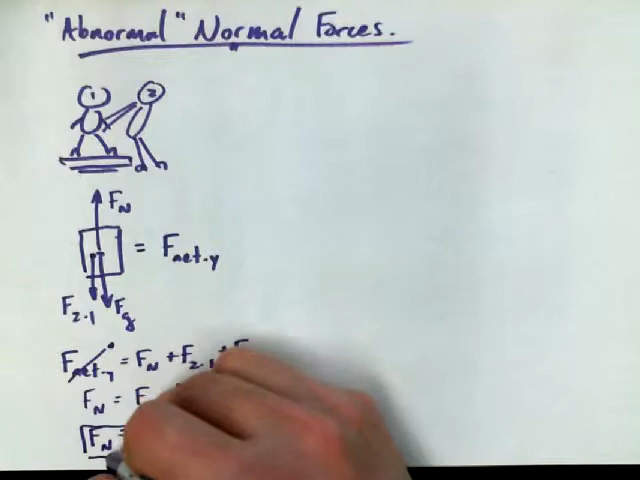 "Abnormal" Normal Forces.
1 2
F_N
= F_net-y
F_2-1 F_g
F_net-y = F_N + F_2-1 +
F_N =
F_N